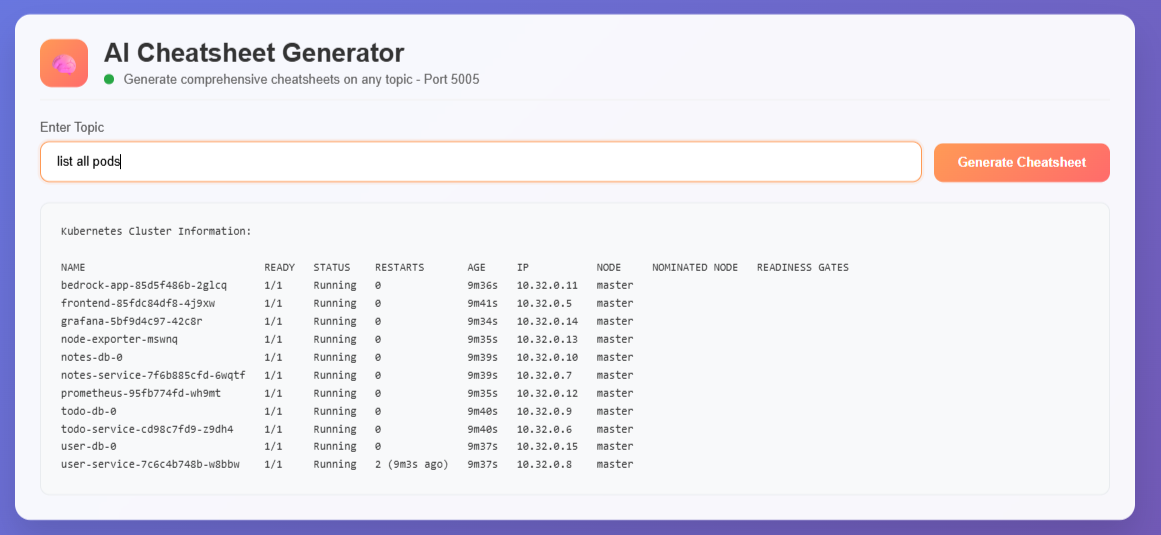 AI Cheatsheet Generator
Generate comprehensive cheatsheets on any topic - Port 5005
Enter Topic
list all pods
Generate Cheatsheet
Kubernetes Cluster Information:
NAME READY STATUS RESTARTS AGE IP NODE NOMINATED NODE READINESS GATES
bedrock-app-85d5f486b-2glcq 1/1 Running 0 9m36s 10.32.0.11 master
frontend-85fdc84df8-4j9xw 1/1 Running 0 9m41s 10.32.0.5 master
grafana-5bf9d4c97-42c8r 1/1 Running 0 9m34s 10.32.0.14 master
node-exporter-mswnq 1/1 Running 0 9m35s 10.32.0.13 master
notes-db-0 1/1 Running 0 9m39s 10.32.0.10 master
notes-service-7f6b885cfd-6wqtf 1/1 Running 0 9m39s 10.32.0.7 master
prometheus-95fb774fd-wh9mt 1/1 Running 0 9m35s 10.32.0.12 master
todo-db-0 1/1 Running 0 9m40s 10.32.0.9 master
todo-service-cd98c7fd9-z9dh4 1/1 Running 0 9m40s 10.32.0.6 master
user-db-0 1/1 Running 0 9m37s 10.32.0.15 master
user-service-7c6c4b748b-w8bbw 1/1 Running 2 (9m3s ago) 9m37s 10.32.0.8 master